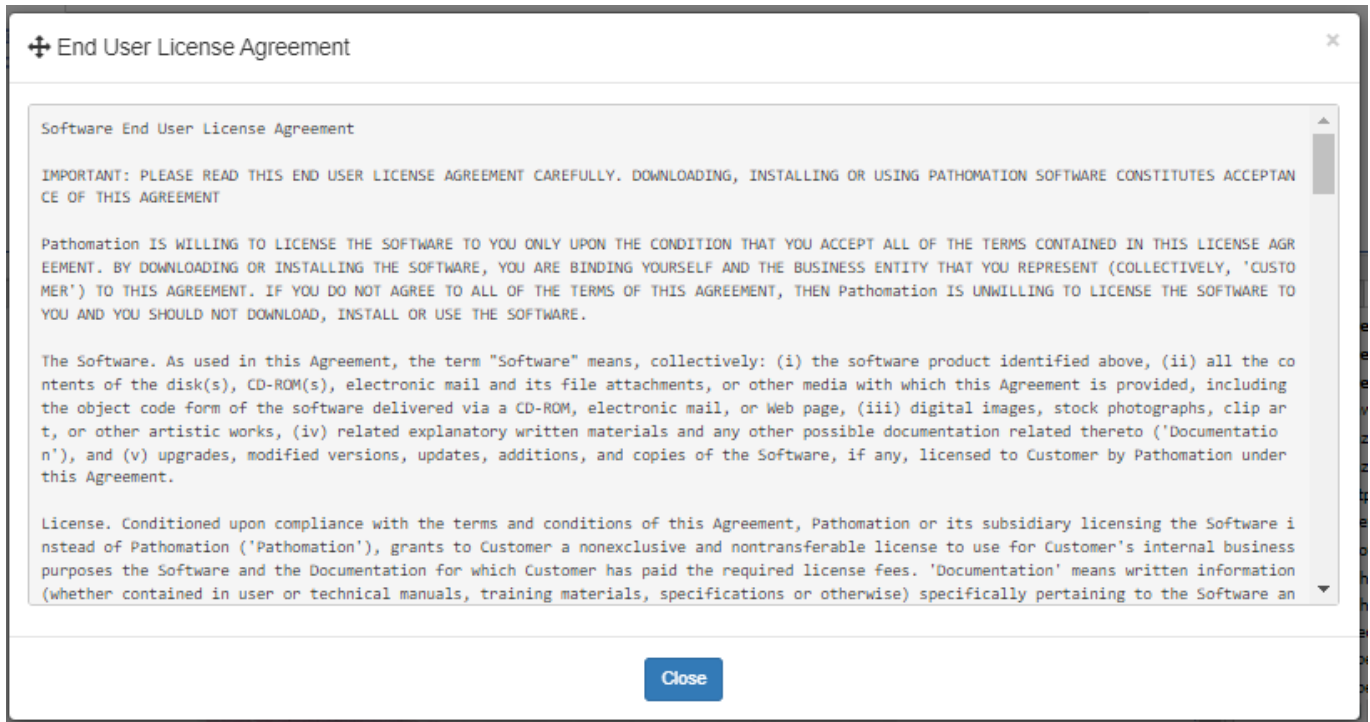 End User License Agreement
×
Software End User License Agreement
IMPORTANT: PLEASE READ THIS END USER LICENSE AGREEMENT CAREFULLY. DOWNLOADING, INSTALLING OR USING PATHOMATION SOFTWARE CONSTITUTES ACCEPTAN
CE OF THIS AGREEMENT
Pathomation IS WILLING TO LICENSE THE SOFTWARE TO YOU ONLY UPON THE CONDITION THAT YOU ACCEPT ALL OF THE TERMS CONTAINED IN THIS LICENSE AGR
EEMENT. BY DOWNLOADING OR INSTALLING THE SOFTWARE, YOU ARE BINDING YOURSELF AND THE BUSINESS ENTITY THAT YOU REPRESENT (COLLECTIVELY, 'CUSTO
MER') TO THIS AGREEMENT. IF YOU DO NOT AGREE TO ALL OF THE TERMS OF THIS AGREEMENT, THEN Pathomation IS UNWILLING TO LICENSE THE SOFTWARE TO
YOU AND YOU SHOULD NOT DOWNLOAD, INSTALL OR USE THE SOFTWARE.
The Software. As used in this Agreement, the term "Software" means, collectively: (i) the software product identified above, (ii) all the co
ntents of the disk(s), CD-ROM(s), electronic mail and its file attachments, or other media with which this Agreement is provided, including
the object code form of the software delivered via a CD-ROM, electronic mail, or Web page, (iii) digital images, stock photographs, clip ar
t, or other artistic works, (iv) related explanatory written materials and any other possible documentation related thereto ('Documentatio
n'), and (v) upgrades, modified versions, updates, additions, and copies of the Software, if any, licensed to Customer by Pathomation under
this Agreement.
License. Conditioned upon compliance with the terms and conditions of this Agreement, Pathomation or its subsidiary licensing the Software i
nstead of Pathomation ('Pathomation'), grants to Customer a nonexclusive and nontransferable license to use for Customer's internal business
purposes the Software and the Documentation for which Customer has paid the required license fees. 'Documentation' means written information
(whether contained in user or technical manuals, training materials, specifications or otherwise) specifically pertaining to the Software an
Close